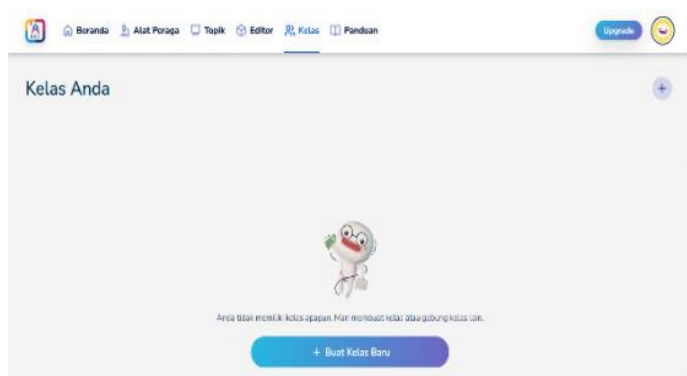 Beranda Alat Peraga Topik Editor Kelas Panduan Upgrade
Kelas Anda
Anda tidak memiliki kelas apapun. Mari membuat kelas atau gabung kelas lain.
+ Buat Kelas Baru